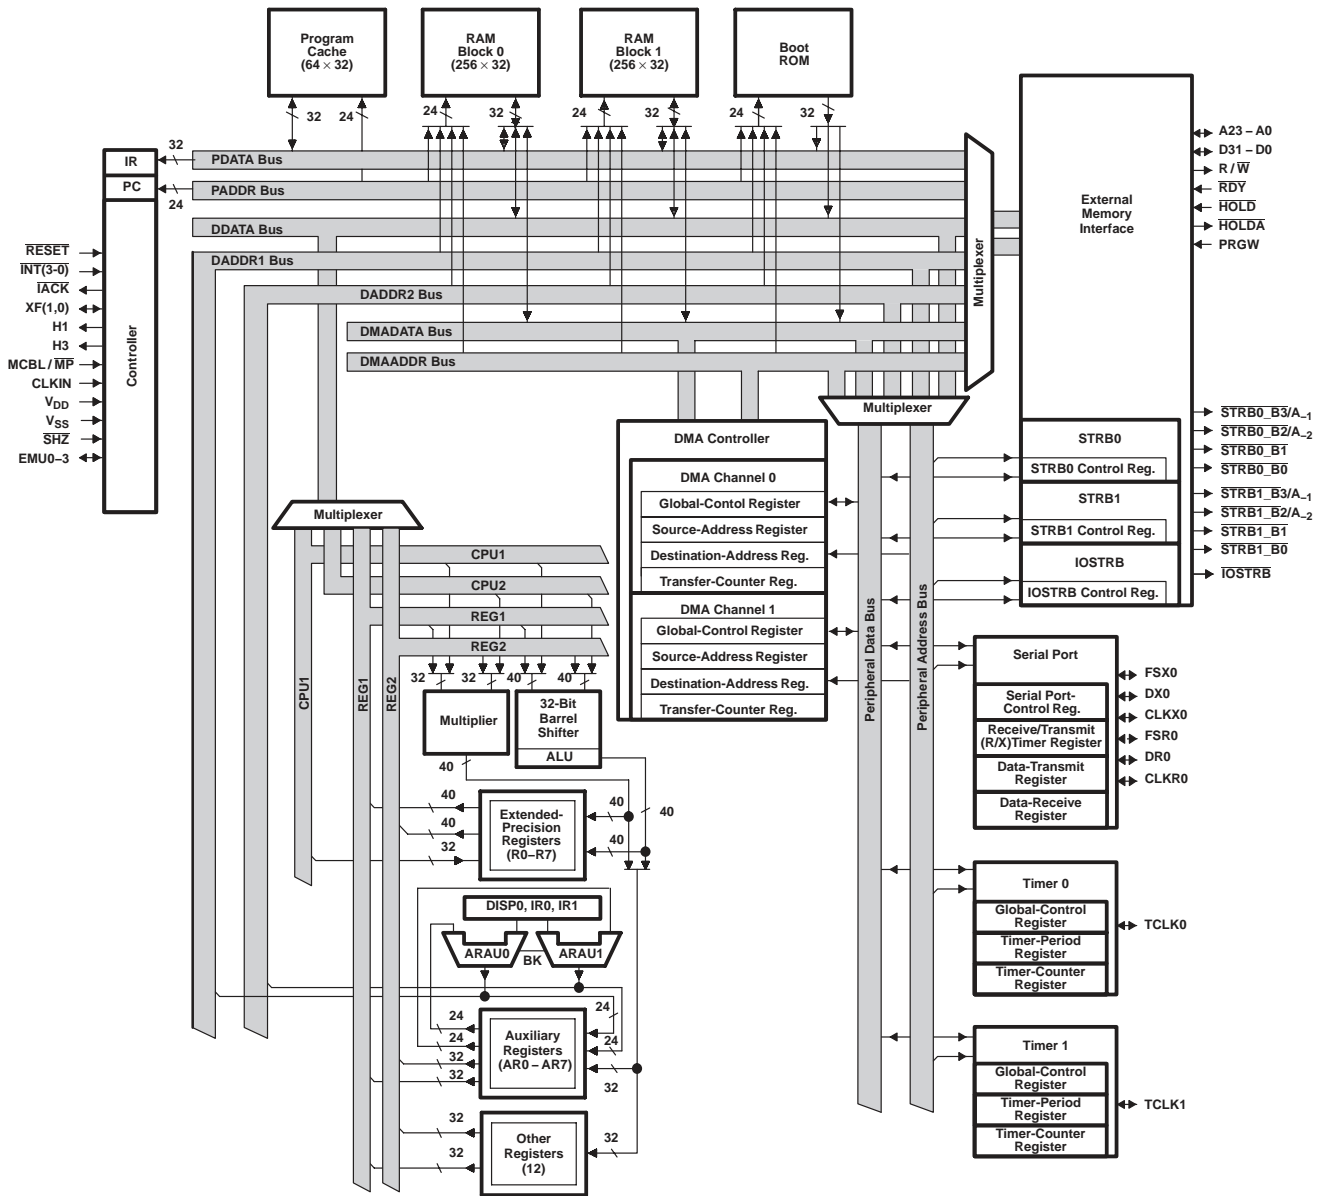 Program
Cache
(64 × 32)
RAM
Block 0
(256 × 32)
RAM
Block 1
(256 × 32)
Boot
ROM
32
24
24
32
24
32
24
32
32
24
IR
PC
Controller
PDATA Bus
PADDR Bus
DDATA Bus
DADDR1 Bus
DADDR2 Bus
DMADATA Bus
DMAADDR Bus
Multiplexer
RESET
INT(3-0)
IACK
XF(1,0)
H1
H3
MCBL / MP
CLKIN
VDD
VSS
SHZ
EMU0–3
External
Memory
Interface
A23 – A0
D31 – D0
R / W
RDY
HOLD
HOLDA
PRGW
STRB0
STRB0 Control Reg.
STRB1
STRB1 Control Reg.
IOSTRB
IOSTRB Control Reg.
STRB0_B3/A–1
STRB0_B2/A–2
STRB0_B1
STRB0_B0
STRB1_B3/A–1
STRB1_B2/A–2
STRB1_B1
STRB1_B0
IOSTRB
Multiplexer
Peripheral Data Bus
Peripheral Address Bus
DMA Controller
DMA Channel 0
Global-Contol Register
Source-Address Register
Destination-Address Reg.
Transfer-Counter Reg.
DMA Channel 1
Global-Control Register
Source-Address Register
Destination-Address Reg.
Transfer-Counter Reg.
Multiplexer
CPU1
CPU2
REG1
REG2
CPU1
REG1
REG2
32
32
40
40
Multiplier
32-Bit
Barrel
Shifter
ALU
40
40
40
32
Extended-
Precision
Registers
(R0–R7)
40
40
40
DISP0, IR0, IR1
ARAU0
BK
ARAU1
24
24
32
32
Auxiliary
Registers
(AR0 – AR7)
24
24
32
32
32
Other
Registers
(12)
32
Serial Port
Serial Port-
Control Reg.
Receive/Transmit
(R/X)Timer Register
Data-Transmit
Register
Data-Receive
Register
FSX0
DX0
CLKX0
FSR0
DR0
CLKR0
Timer 0
Global-Control
Register
Timer-Period
Register
Timer-Counter
Register
TCLK0
Timer 1
Global-Control
Register
Timer-Period
Register
Timer-Counter
Register
TCLK1